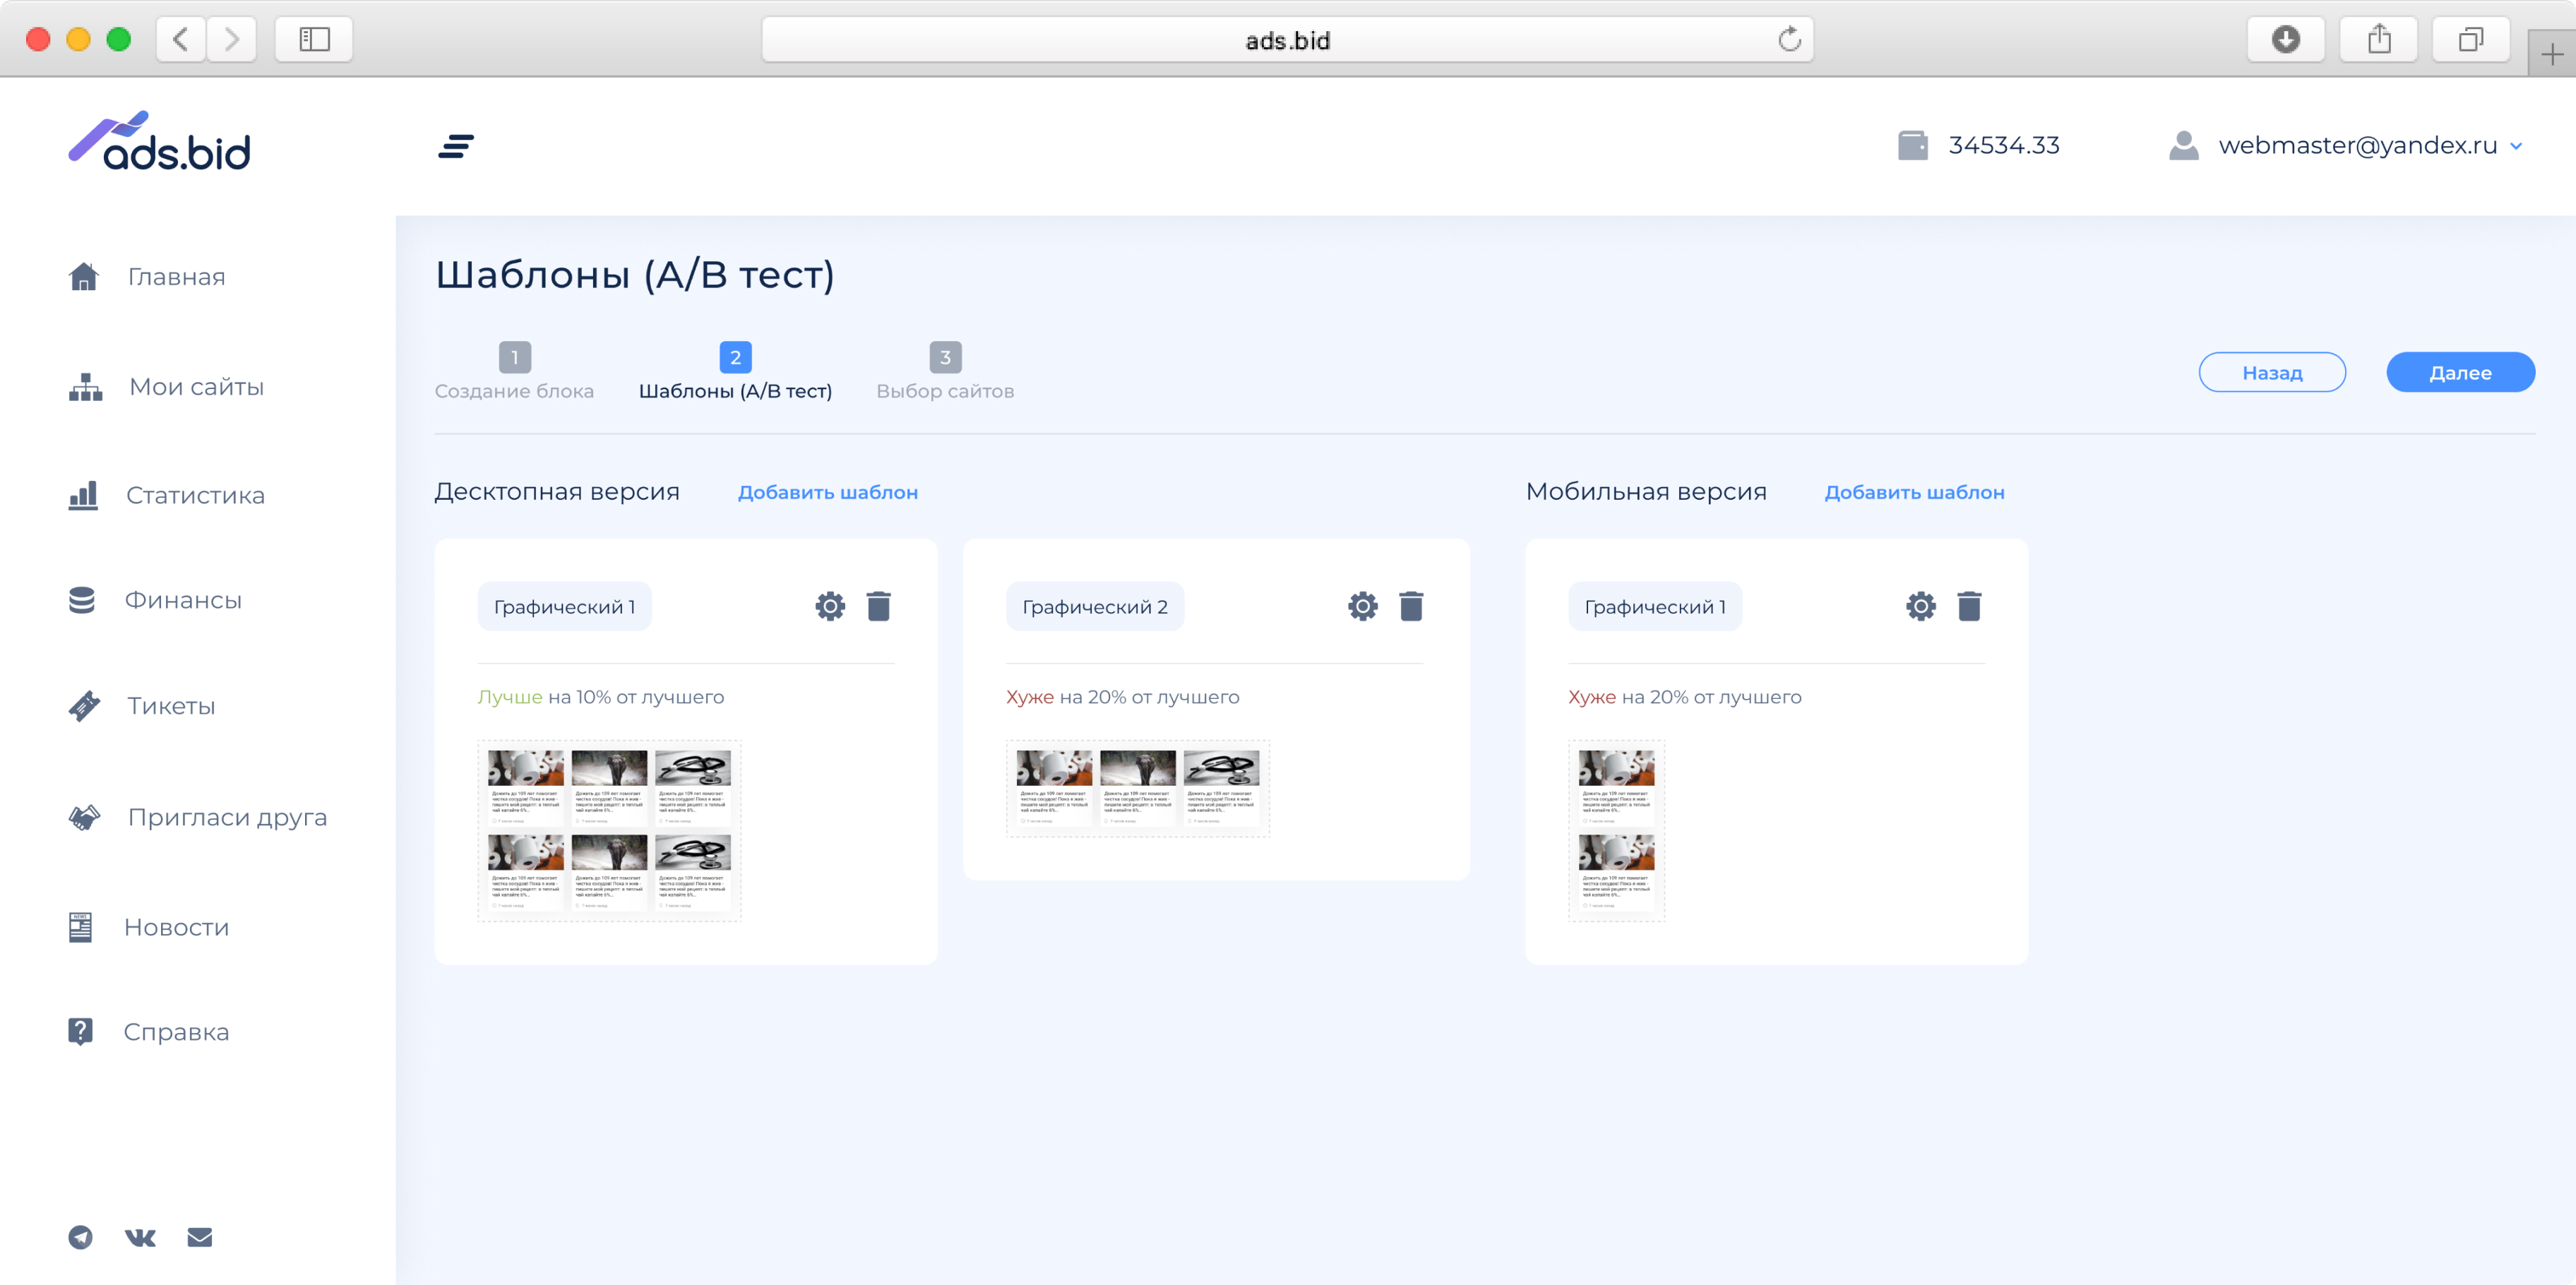 ads.bid
ads.bid
34534.33
webmaster@yandex.ru
Главная
Мои сайты
Статистика
Финансы
Тикеты
Пригласи друга
Новости
Справка
Шаблоны (A/B тест)
1
Создание блока
2
Шаблоны (A/B тест)
3
Выбор сайтов
Назад
Далее
Десктопная версия
Добавить шаблон
Графический 1
Лучше на 10% от лучшего
Графический 2
Хуже на 20% от лучшего
Мобильная версия
Добавить шаблон
Графический 1
Хуже на 20% от лучшего